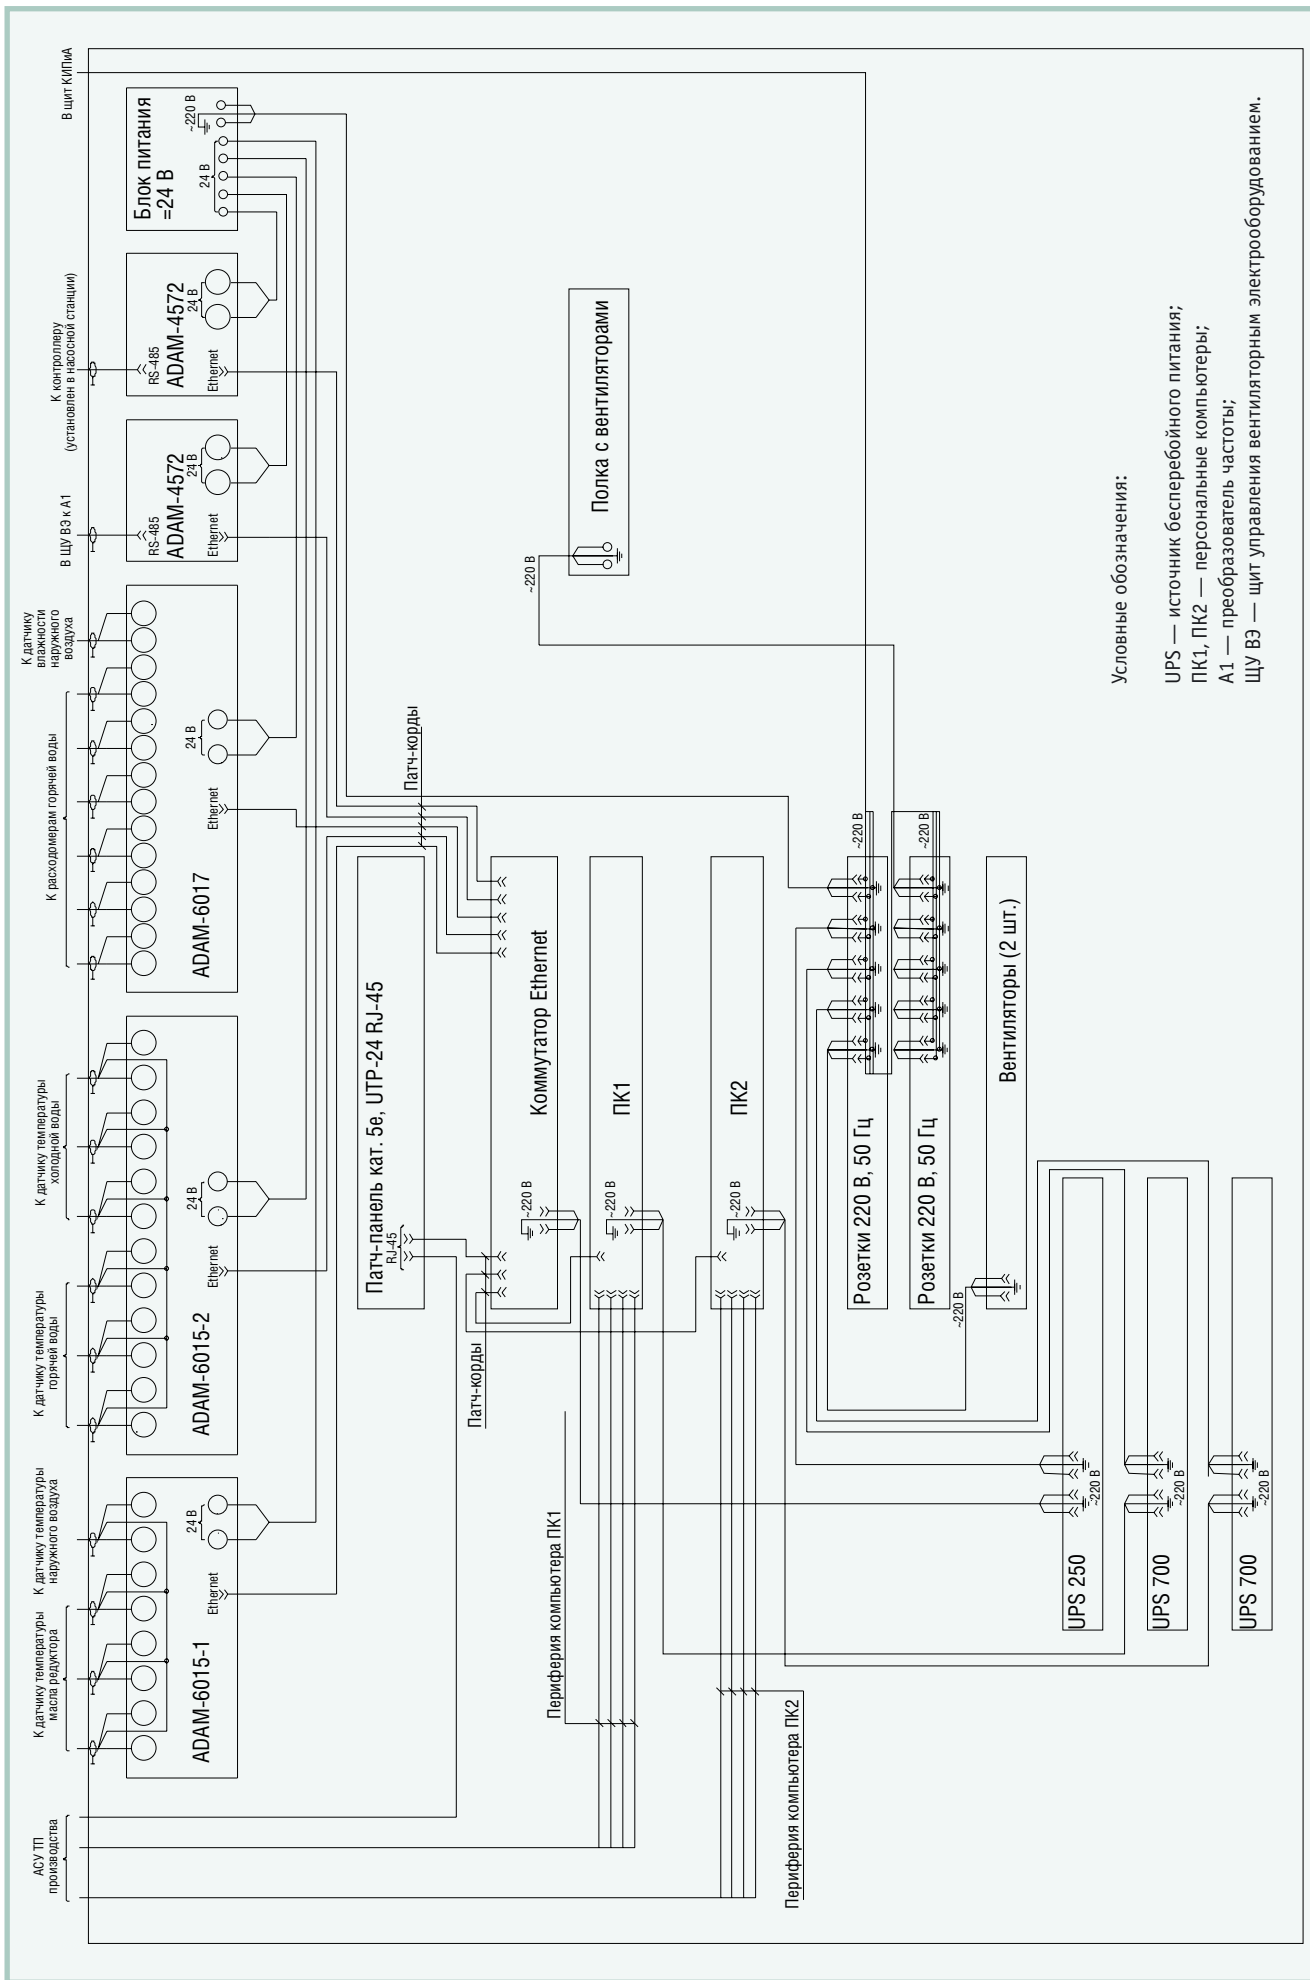 АСУ ТП
производства
К датчику температуры
масла редуктора
К датчику температуры
наружного воздуха
К датчику температуры
горячей воды
К датчику температуры
холодной воды
К расходомерам горячей воды
К датчику
влажности
наружного
воздуха
В ЩУ ВЭ к А1
К контроллеру
(установлен в насосной станции)
В щит КИПиА
ADAM-6015-1
Ethernet
24 В
ADAM-6015-2
Ethernet
24 В
ADAM-6017
Ethernet
24 В
RS-485
ADAM-4572
24 В
Ethernet
RS-485
ADAM-4572
24 В
Ethernet
Блок питания
=24 В
24 В
~220 В
Патч-панель кат. 5е, UTP-24 RJ-45
RJ-45
Патч-корды
Патч-корды
Коммутатор Ethernet
~220 В
Периферия компьютера ПК1
ПК1
~220 В
Периферия компьютера ПК2
ПК2
~220 В
~220 В
Полка с вентиляторами
Розетки 220 В, 50 Гц
~220 В
Розетки 220 В, 50 Гц
~220 В
~220 В
Вентиляторы (2 шт.)
UPS 250
~220 В
UPS 700
~220 В
UPS 700
~220 В
Условные обозначения:
UPS — источник бесперебойного питания;
ПК1, ПК2 — персональные компьютеры;
А1 — преобразователь частоты;
ЩУ ВЭ — щит управления вентиляторным электрооборудованием.